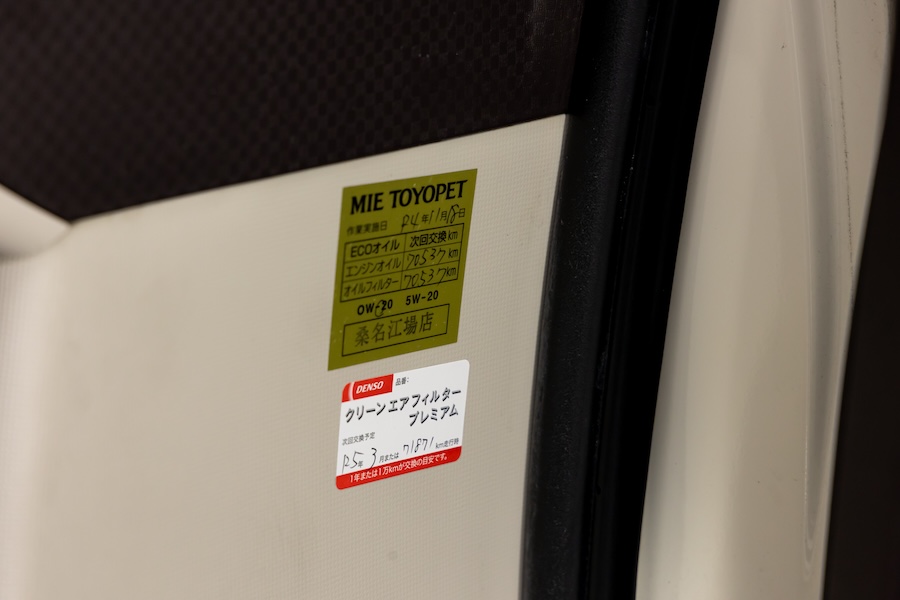 MIE TOYOPET
作業実施日 R4年11月18日
ECOオイル 次回交換km
エンジンオイル 70537km
オイルフィルター 70537km
0W-20 5W-20
桑名江場店
DENSO 品番:
クリーンエアフィルター
プレミアム
次回交換予定
R5年3月または71871km走行時
1年または1万kmが交換の目安です。